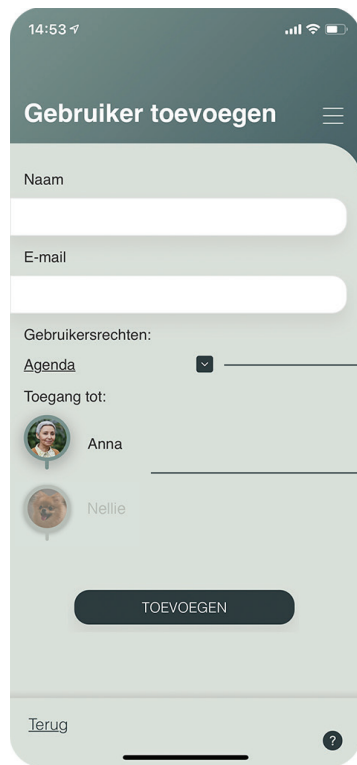 14:53
Gebruiker toevoegen
Naam
E-mail
Gebruikersrechten:
Agenda
Toegang tot:
Anna
Nellie
TOEVOEGEN
Terug
?